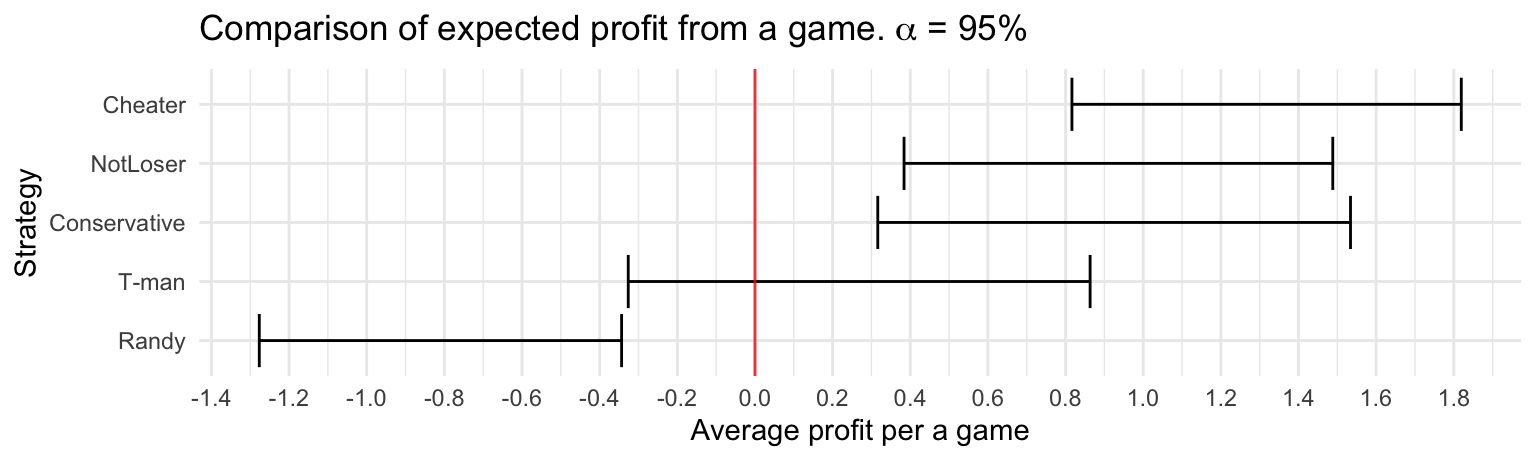 Comparison of expected profit from a game. α = 95%
Strategy
Cheater
NotLoser
Conservative
T-man
Randy
-1.4 -1.2 -1.0 -0.8 -0.6 -0.4 -0.2 0.0 0.2 0.4 0.6 0.8 1.0 1.2 1.4 1.6 1.8
Average profit per a game